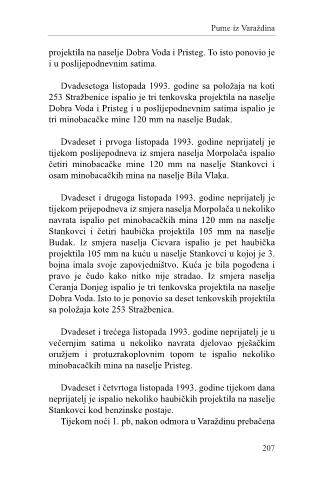 Pume iz Varaždina
projektila na naselje Dobra Voda i Pristeg. To isto ponovio je
i u poslijepodnevnim satima.
Dvadesetoga listopada 1993. godine sa položaja na koti
253 Stražbenice ispalio je tri tenkovska projektila na naselje
Dobra Voda i Pristeg i u poslijepodnevnim satima ispalio je
tri minobacačke mine 120 mm na naselje Budak.
Dvadeset i prvoga listopada 1993. godine neprijatelj je
tijekom poslijepodneva iz smjera naselja Morpolača ispalio
četiri minobacačke mine 120 mm na naselje Stankovci i
osam minobacačkih mina na naselje Bila Vlaka.
Dvadeset i drugoga listopada 1993. godine neprijatelj je
tijekom prijepodneva iz smjera naselja Morpolača u nekoliko
navrata ispalio pet minobacačkih mina 120 mm na naselje
Stankovci i četiri haubička projektila 105 mm na naselje
Budak. Iz smjera naselja Cicvara ispalio je pet haubička
projektila 105 mm na kuću u naselje Stankovci u kojoj je 3.
bojna imala svoje zapovjedništvo. Kuća je bila pogođena i
pravo je čudo kako nitko nije stradao. Iz smjera naselja
Ceranja Donjeg ispalio je tri tenkovska projektila na naselje
Dobra Voda. Isto to je ponovio sa deset tenkovskih projektila
sa položaja kote 253 Stražbenica.
Dvadeset i trećega listopada 1993. godine neprijatelj je u
večernjim satima u nekoliko navrata djelovao pješačkim
oružjem i protuzrakoplovnim topom te ispalio nekoliko
minobacačkih mina na naselje Pristeg.
Dvadeset i četvrtoga listopada 1993. godine tijekom dana
neprijatelj je ispalio nekoliko haubičkih projektila na naselje
Stankovci kod benzinske postaje.
Tijekom noći 1. pb, nakon odmora u Varaždinu prebačena
207